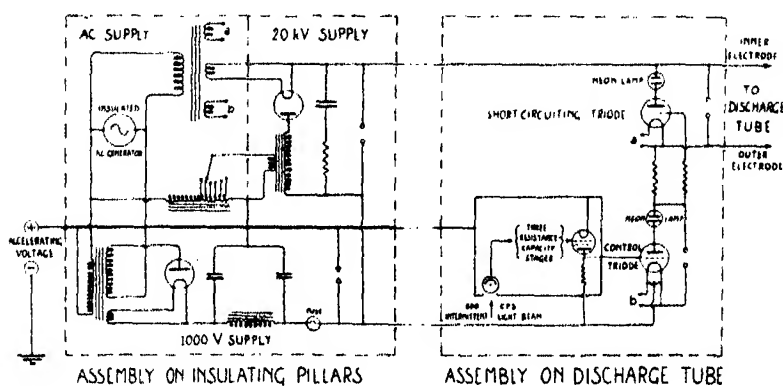 AC SUPPLY
20 kV SUPPLY
a
b
INSULATED
AC GENERATOR
+
ACCELERATING
VOLTAGE
−
FUSE
1000 V SUPPLY
ASSEMBLY ON INSULATING PILLARS
INNER
ELECTRODE
NEON LAMP
TO
DISCHARGE
TUBE
SHORT CIRCUITING TRIODE
a
OUTER
ELECTRODE
NEON LAMP
THREE
RESISTANCE
CAPACITY
STAGES
CONTROL
TRIODE
b
500 C.P.S
INTERMITTENT LIGHT BEAM
ASSEMBLY ON DISCHARGE TUBE